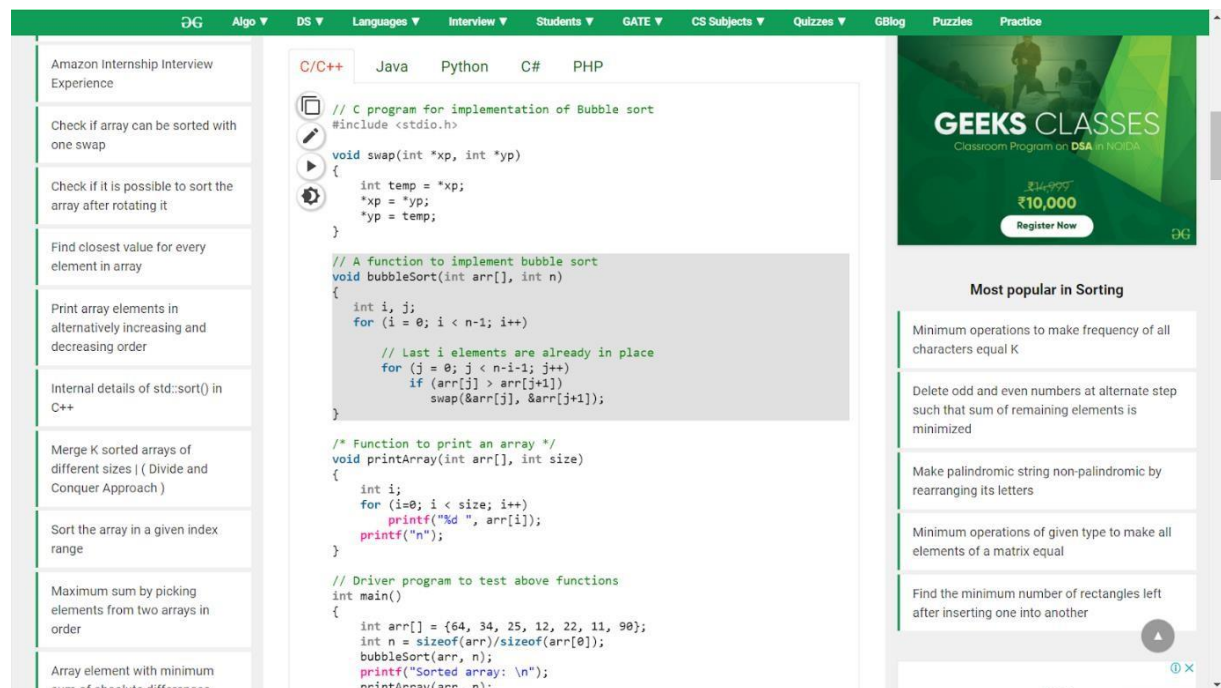 Algo ▼ DS ▼ Languages ▼ Interview ▼ Students ▼ GATE ▼ CS Subjects ▼ Quizzes ▼ GBlog Puzzles Practice
Amazon Internship Interview
Experience
Check if array can be sorted with
one swap
Check if it is possible to sort the
array after rotating it
Find closest value for every
element in array
Print array elements in
alternatively increasing and
decreasing order
Internal details of std::sort() in
C++
Merge K sorted arrays of
different sizes | ( Divide and
Conquer Approach )
Sort the array in a given index
range
Maximum sum by picking
elements from two arrays in
order
Array element with minimum
sum of absolute differences
C/C++ Java Python C# PHP
// C program for implementation of Bubble sort
#include <stdio.h>
void swap(int *xp, int *yp)
{
    int temp = *xp;
    *xp = *yp;
    *yp = temp;
}
// A function to implement bubble sort
void bubbleSort(int arr[], int n)
{
   int i, j;
   for (i = 0; i < n-1; i++)
       // Last i elements are already in place
       for (j = 0; j < n-i-1; j++)
           if (arr[j] > arr[j+1])
              swap(&arr[j], &arr[j+1]);
}
/* Function to print an array */
void printArray(int arr[], int size)
{
    int i;
    for (i=0; i < size; i++)
        printf("%d ", arr[i]);
    printf("n");
}
// Driver program to test above functions
int main()
{
    int arr[] = {64, 34, 25, 12, 22, 11, 90};
    int n = sizeof(arr)/sizeof(arr[0]);
    bubbleSort(arr, n);
    printf("Sorted array: \n");
    printArray(arr, n);
GEEKS CLASSES
Classroom Program on DSA in NOIDA
₹14,999
₹10,000
Register Now
Most popular in Sorting
Minimum operations to make frequency of all
characters equal K
Delete odd and even numbers at alternate step
such that sum of remaining elements is
minimized
Make palindromic string non-palindromic by
rearranging its letters
Minimum operations of given type to make all
elements of a matrix equal
Find the minimum number of rectangles left
after inserting one into another